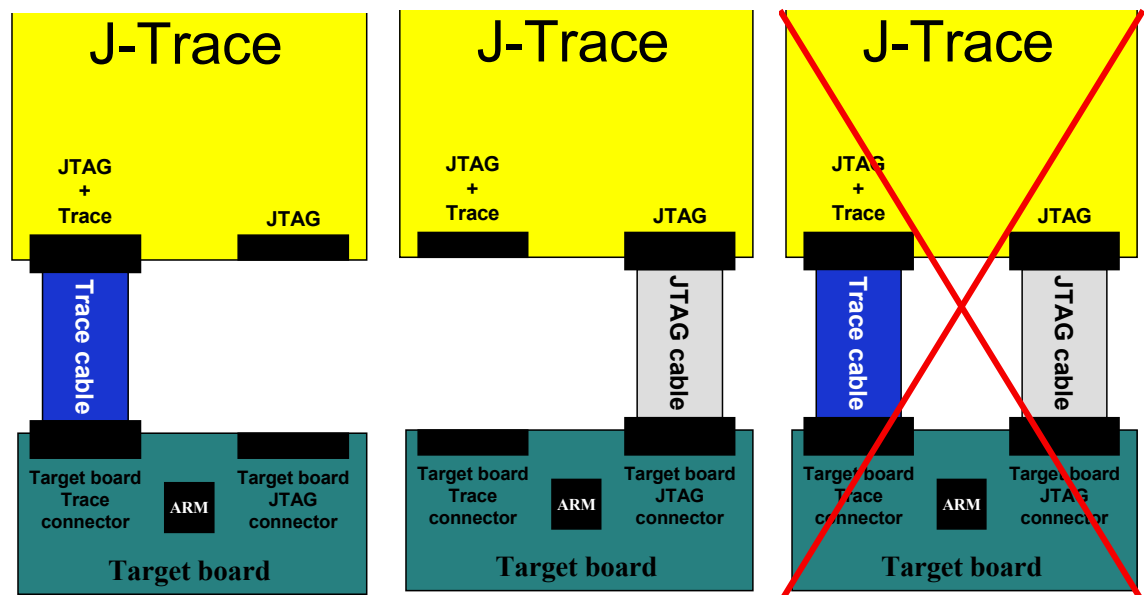 J-Trace
JTAG
+
Trace
JTAG
Trace cable
Target board
Trace
connector
ARM
Target board
JTAG
connector
Target board
J-Trace
JTAG
+
Trace
JTAG
JTAG cable
Target board
Trace
connector
ARM
Target board
JTAG
connector
Target board
J-Trace
JTAG
+
Trace
JTAG
Trace cable
JTAG cable
Target board
Trace
connector
ARM
Target board
JTAG
connector
Target board